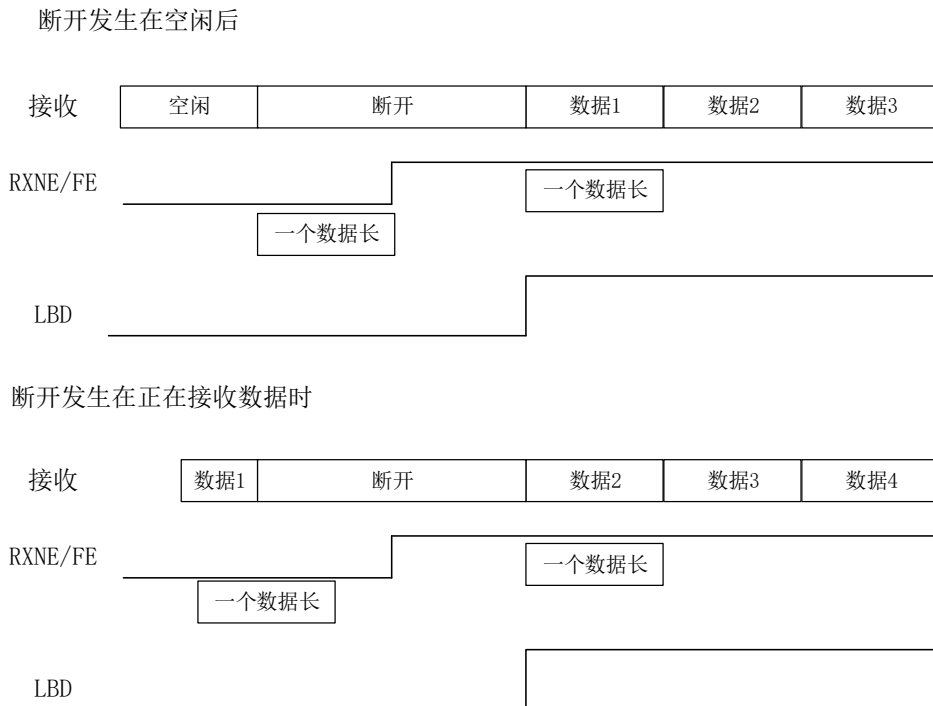 断开发生在空闲后
接收 空闲 断开 数据1 数据2 数据3
RXNE/FE 一个数据长
一个数据长
LBD
断开发生在正在接收数据时
接收 数据1 断开 数据2 数据3 数据4
RXNE/FE 一个数据长
一个数据长
LBD